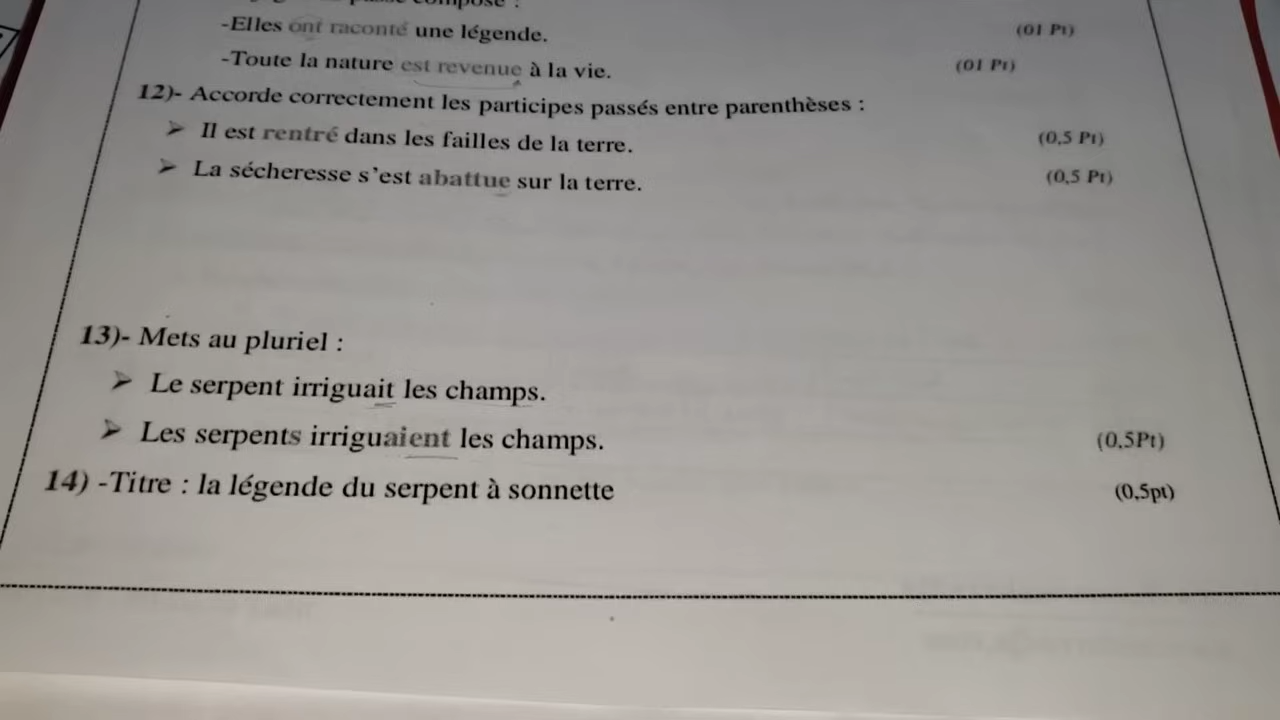 passé composé :
-Elles ont raconté une légende. (01 Pt)
-Toute la nature est revenue à la vie. (01 Pt)
12)- Accorde correctement les participes passés entre parenthèses :
➤ Il est rentré dans les failles de la terre. (0,5 Pt)
➤ La sécheresse s'est abattue sur la terre. (0,5 Pt)
13)- Mets au pluriel :
➤ Le serpent irriguait les champs.
➤ Les serpents irriguaient les champs. (0,5Pt)
14) -Titre : la légende du serpent à sonnette (0,5pt)